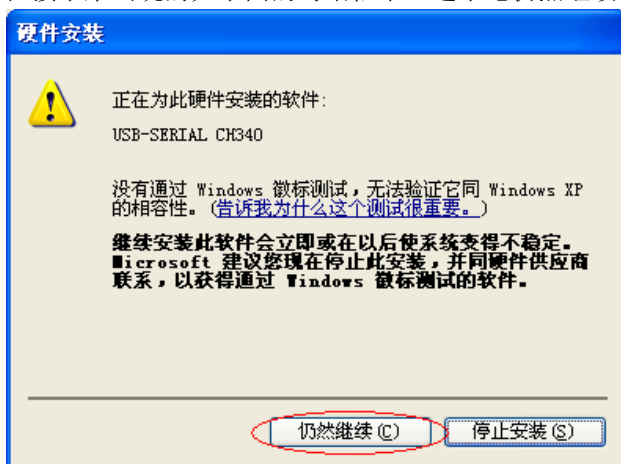 硬件安装
正在为此硬件安装的软件:
USB-SERIAL CH340
没有通过 Windows 徽标测试，无法验证它同 Windows XP
的相容性。(告诉我为什么这个测试很重要。)
继续安装此软件会立即或在以后使系统变得不稳定。
Microsoft 建议您现在停止此安装，并同硬件供应商
联系，以获得通过 Windows 徽标测试的软件。
仍然继续(C) 停止安装(S)